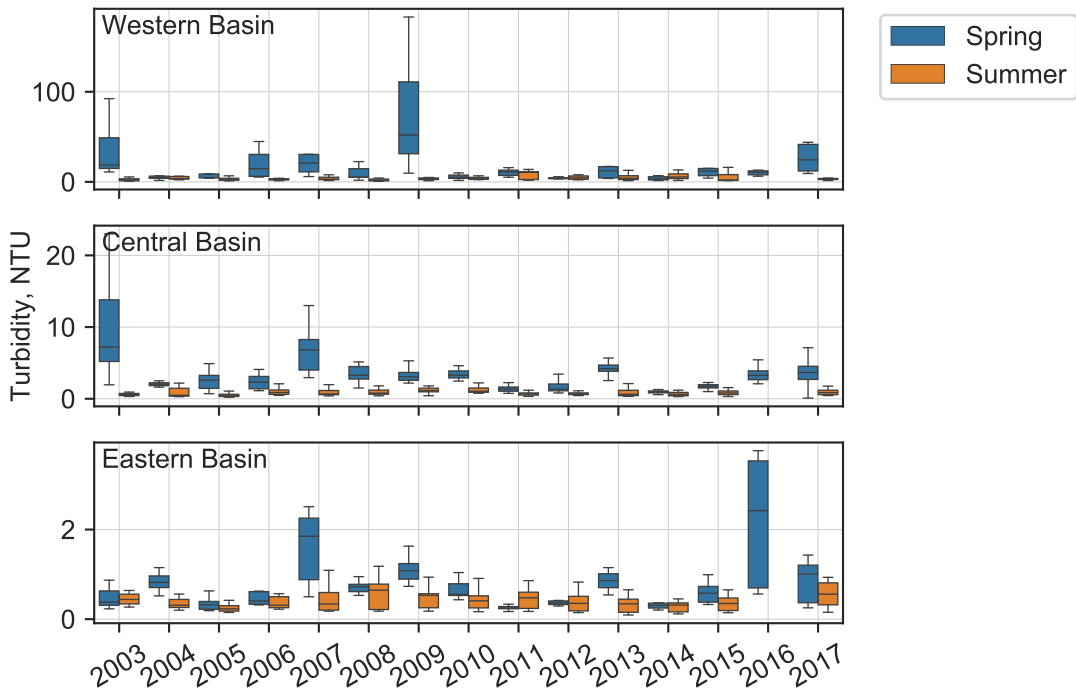 Western Basin
Spring
Summer
100
0
Central Basin
Turbidity, NTU
20
10
0
Eastern Basin
2
0
2003 2004 2005 2006 2007 2008 2009 2010 2011 2012 2013 2014 2015 2016 2017